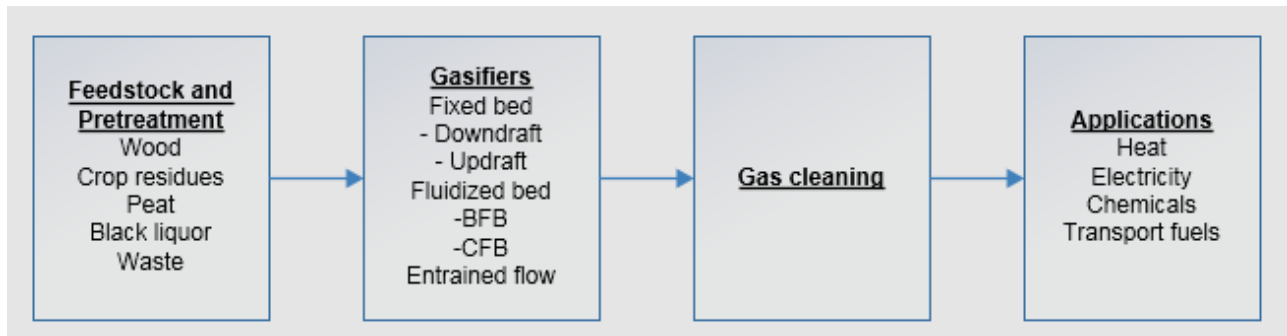 Feedstock and
Pretreatment
Wood
Crop residues
Peat
Black liquor
Waste
Gasifiers
Fixed bed
- Downdraft
- Updraft
Fluidized bed
-BFB
-CFB
Entrained flow
Gas cleaning
Applications
Heat
Electricity
Chemicals
Transport fuels